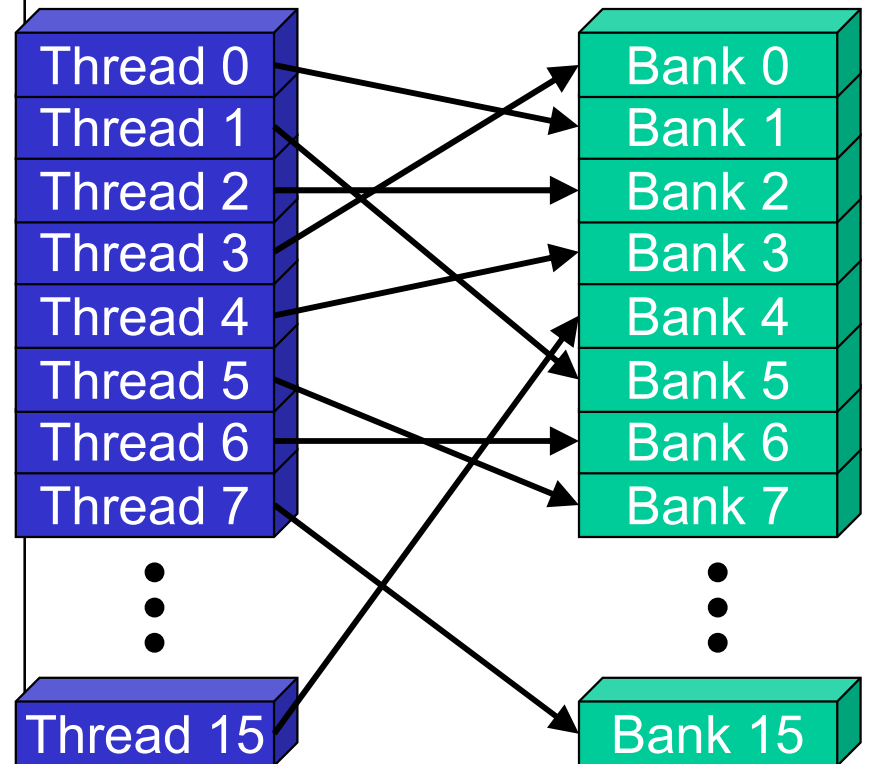 Thread 0
Thread 1
Thread 2
Thread 3
Thread 4
Thread 5
Thread 6
Thread 7
Thread 15
Bank 0
Bank 1
Bank 2
Bank 3
Bank 4
Bank 5
Bank 6
Bank 7
Bank 15